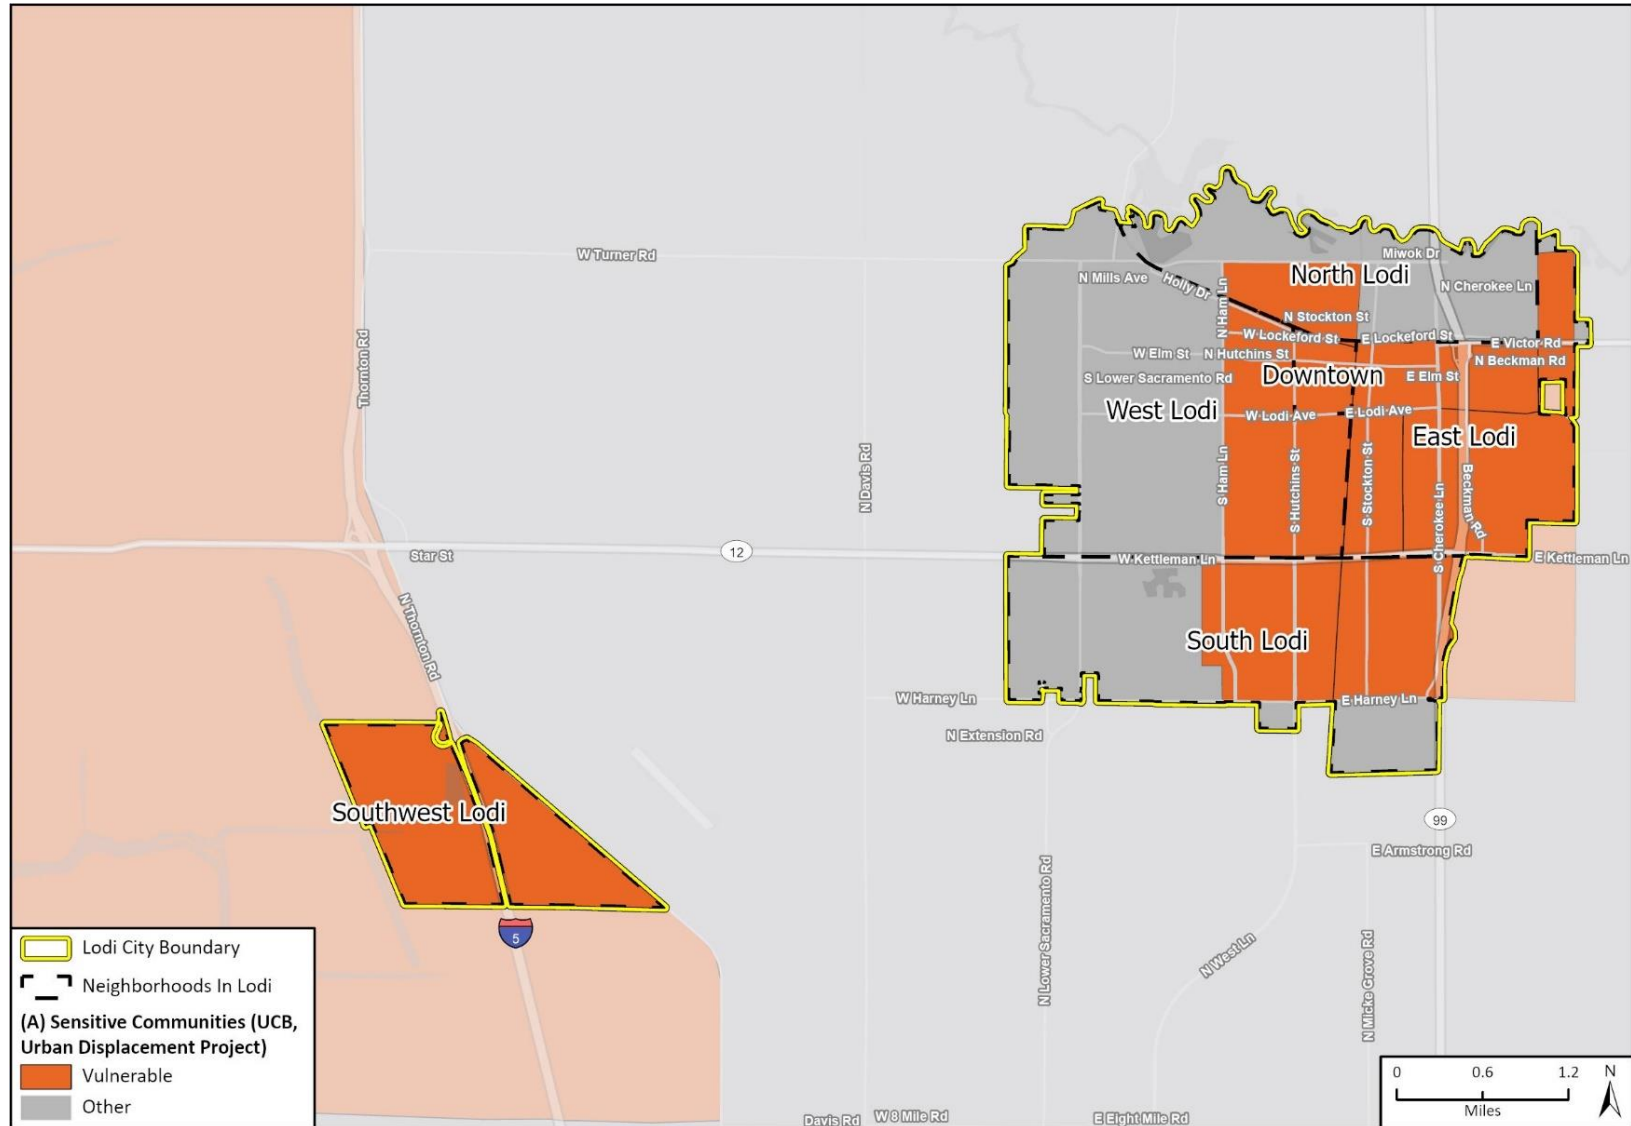 W Turner Rd
Miwok Dr
North Lodi
N Mills Ave
Holly Dr
N Ham Ln
N Cherokee Ln
N Stockton St
W Lockeford St
E Lockeford St
E Victor Rd
Thornton Rd
W Elm St
N Hutchins St
N Beckman Rd
S Lower Sacramento Rd
Downtown
E Elm St
West Lodi
W Lodi Ave
E Lodi Ave
East Lodi
N Davis Rd
S Ham Ln
S Hutchins St
S Stockton St
S Cherokee Ln
Beckman Rd
Star St
12
W Kettleman Ln
E Kettleman Ln
N Thornton Rd
South Lodi
W Harney Ln
E Harney Ln
N Extension Rd
Southwest Lodi
99
E Armstrong Rd
N Lower Sacramento Rd
N West Ln
N Micke Grove Rd
5
Davis Rd
W 8 Mile Rd
E Eight Mile Rd
Lodi City Boundary
Neighborhoods In Lodi
(A) Sensitive Communities (UCB,
Urban Displacement Project)
Vulnerable
Other
0 0.6 1.2
Miles
N